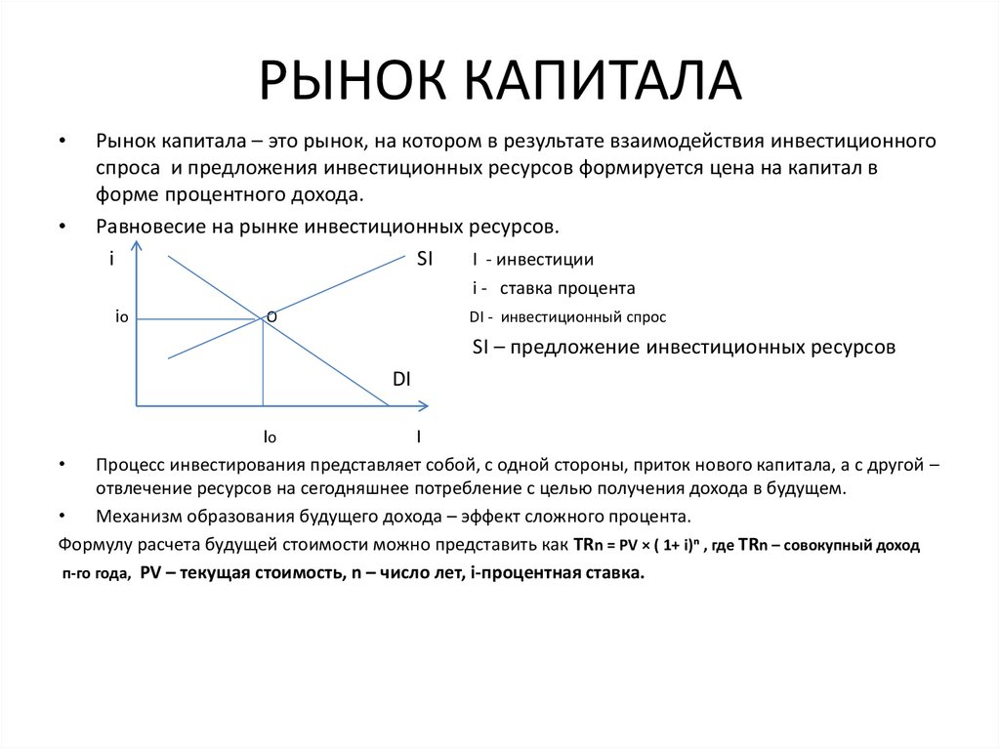 РЫНОК КАПИТАЛА
• Рынок капитала – это рынок, на котором в результате взаимодействия инвестиционного
спроса и предложения инвестиционных ресурсов формируется цена на капитал в
форме процентного дохода.
• Равновесие на рынке инвестиционных ресурсов.
i SI I - инвестиции
i - ставка процента
io O DI - инвестиционный спрос
SI – предложение инвестиционных ресурсов
DI
Io I
• Процесс инвестирования представляет собой, с одной стороны, приток нового капитала, а с другой –
отвлечение ресурсов на сегодняшнее потребление с целью получения дохода в будущем.
• Механизм образования будущего дохода – эффект сложного процента.
Формулу расчета будущей стоимости можно представить как TRn = PV × ( 1+ i)ⁿ , где TRn – совокупный доход
п-го года, PV – текущая стоимость, n – число лет, i-процентная ставка.